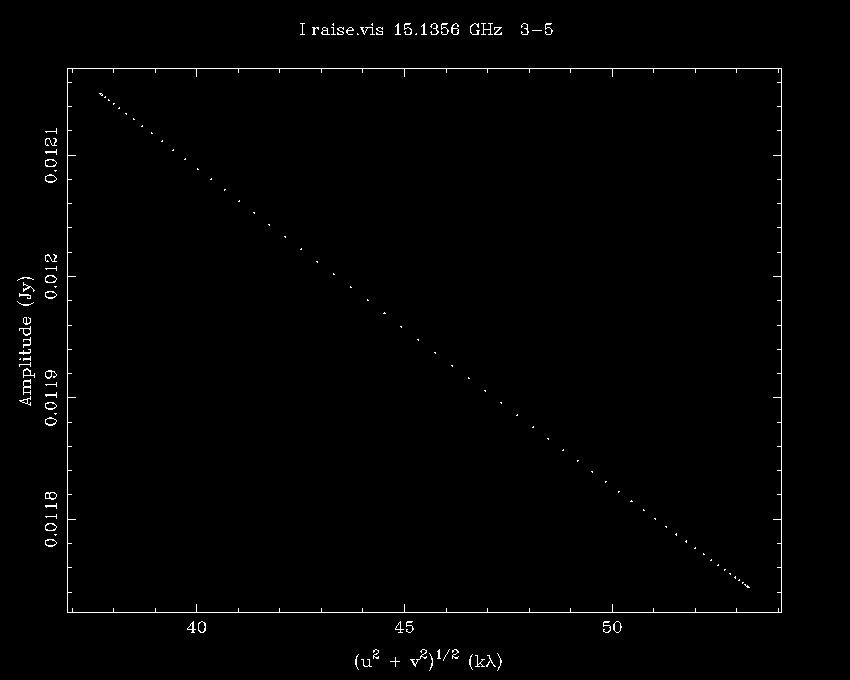 I raise.vis 15.1356 GHz 3−5
0.0121
0.012
0.0119
0.0118
Amplitude (Jy)
40 45 50
(u² + v²)^1/2 (kλ)